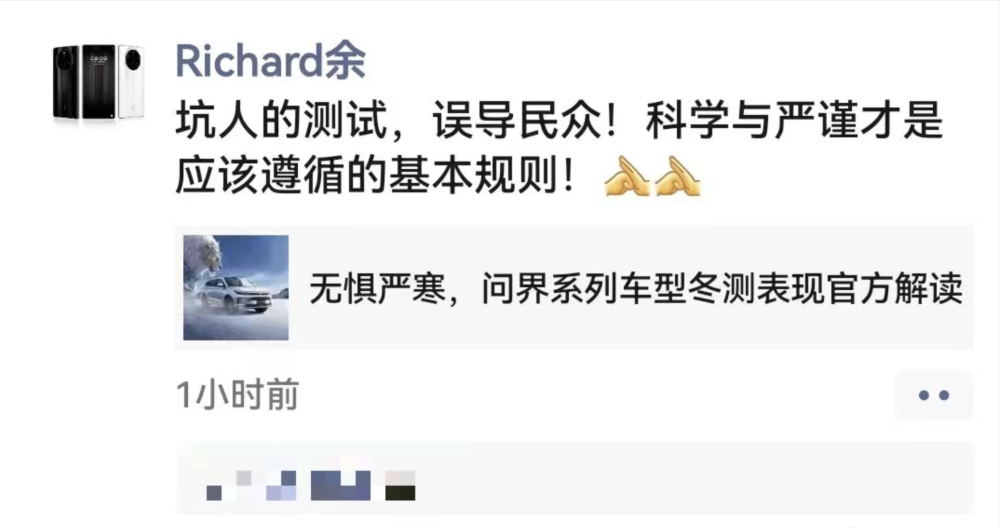 Richard余
坑人的测试，误导民众！科学与严谨才是
应该遵循的基本规则！
无惧严寒，问界系列车型冬测表现官方解读
1小时前